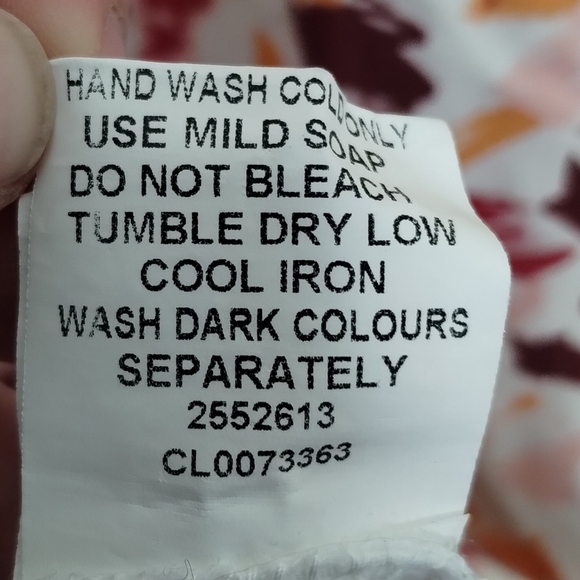 HAND WASH COLD ONLY
USE MILD SOAP
DO NOT BLEACH
TUMBLE DRY LOW
COOL IRON
WASH DARK COLOURS
SEPARATELY
2552613
CL0073363